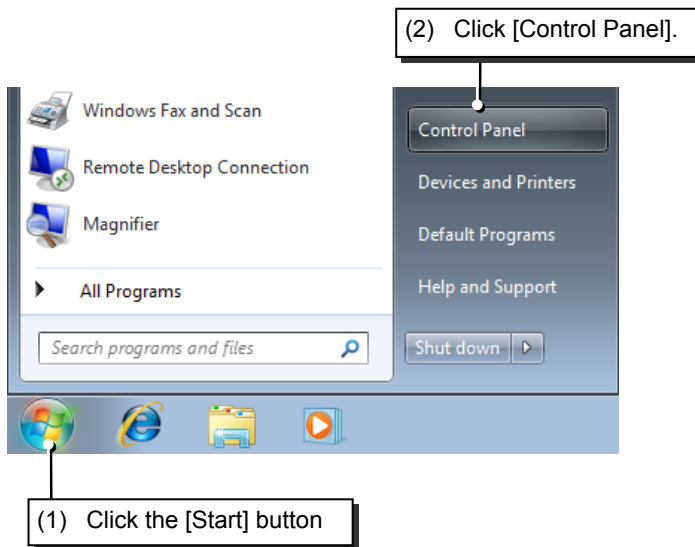 (2) Click [Control Panel].
Windows Fax and Scan
Remote Desktop Connection
Magnifier
All Programs
Search programs and files
Control Panel
Devices and Printers
Default Programs
Help and Support
Shut down
(1) Click the [Start] button